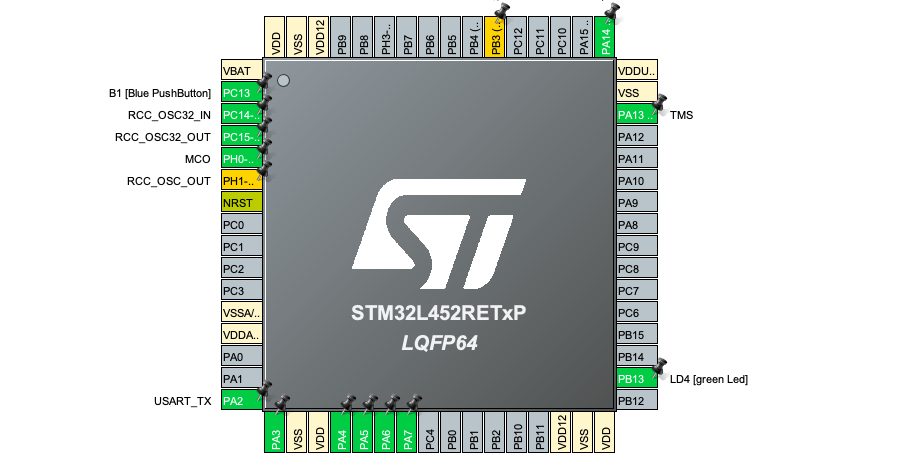 VDD
VSS
VDD12
PB9
PB8
PH3-..
PB7
PB6
PB5
PB4 (..
PB3 (..
PC12
PC11
PC10
PA15 ..
PA14 ..
VBAT
B1 [Blue PushButton] PC13
RCC_OSC32_IN PC14-..
RCC_OSC32_OUT PC15-..
MCO PH0-..
RCC_OSC_OUT PH1-..
NRST
PC0
PC1
PC2
PC3
VSSA/..
VDDA..
PA0
PA1
USART_TX PA2
ST
STM32L452RETxP
LQFP64
VDDU..
VSS
PA13 .. TMS
PA12
PA11
PA10
PA9
PA8
PC9
PC8
PC7
PC6
PB15
PB14
PB13 LD4 [green Led]
PB12
PA3
VSS
VDD
PA4
PA5
PA6
PA7
PC4
PB0
PB1
PB2
PB10
PB11
VDD12
VSS
VDD